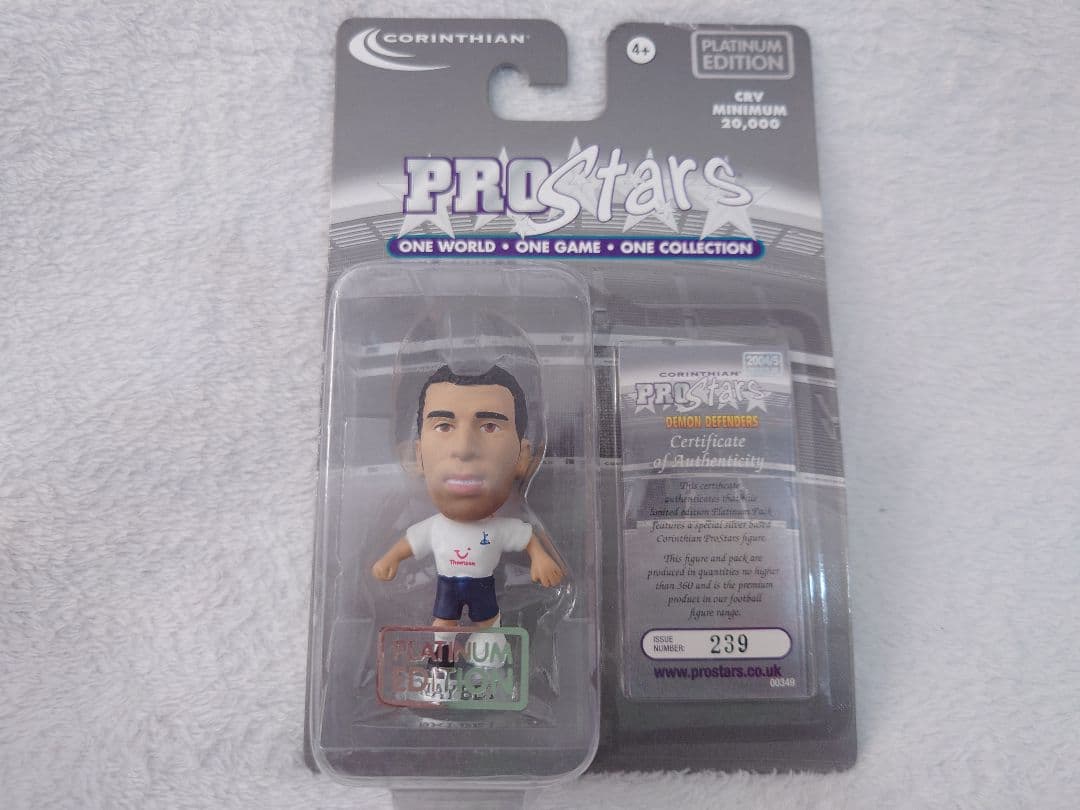 CORINTHIAN
4+
PLATINUM
EDITION
CRV
MINIMUM
20,000
PROStars
ONE WORLD • ONE GAME • ONE COLLECTION
2004/5
CORINTHIAN
PROStars
DEMON DEFENDERS
Certificate
of Authenticity
This certificate
authenticates that this
limited edition Platinum Pack
features a special silver based
Corinthian ProStars figure.
This figure and pack are
produced in quantities no higher
than 360 and is the premium
product in our football
figure range.
ISSUE
NUMBER: 239
www.prostars.co.uk
00349
Thomson
PLATINUM
EDITION